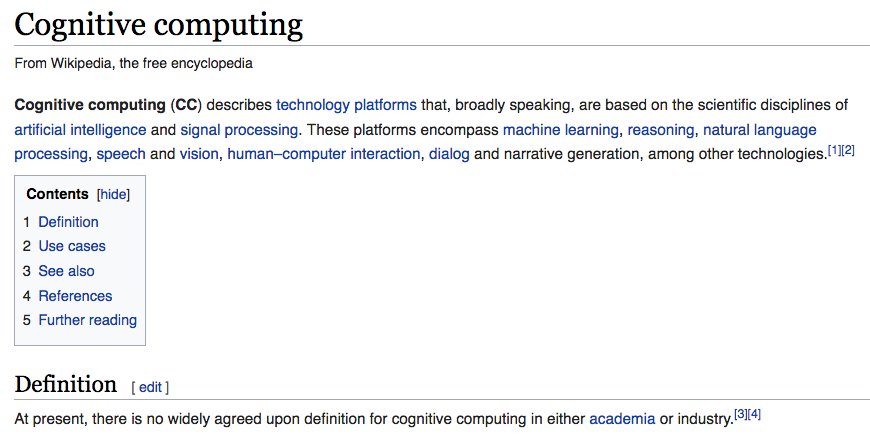 Cognitive computing
From Wikipedia, the free encyclopedia
Cognitive computing (CC) describes technology platforms that, broadly speaking, are based on the scientific disciplines of
artificial intelligence and signal processing. These platforms encompass machine learning, reasoning, natural language
processing, speech and vision, human–computer interaction, dialog and narrative generation, among other technologies.[1][2]
Contents [hide]
1 Definition
2 Use cases
3 See also
4 References
5 Further reading
Definition [ edit ]
At present, there is no widely agreed upon definition for cognitive computing in either academia or industry.[3][4]